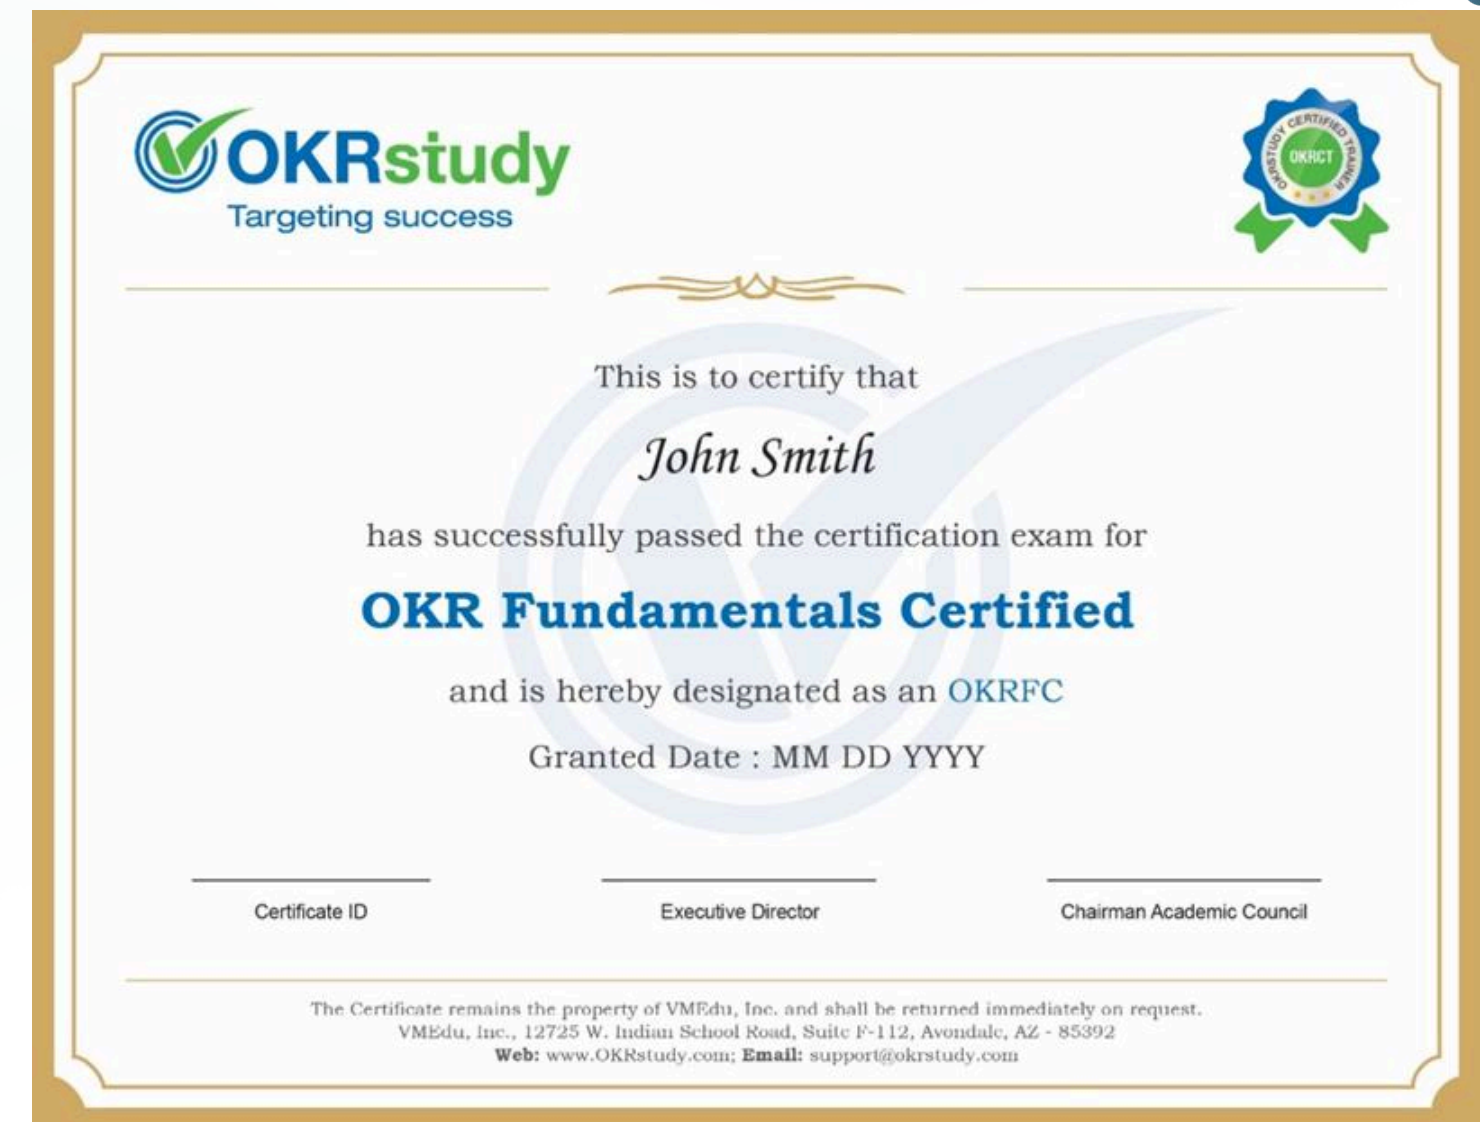 OKRstudy
Targeting success
OKRSTUDY CERTIFIED TRAINER
OKRCT
This is to certify that
John Smith
has successfully passed the certification exam for
OKR Fundamentals Certified
and is hereby designated as an OKRFC
Granted Date : MM DD YYYY
Certificate ID
Executive Director
Chairman Academic Council
The Certificate remains the property of VMEdu, Inc. and shall be returned immediately on request.
VMEdu, Inc., 12725 W. Indian School Road, Suite F-112, Avondale, AZ - 85392
Web: www.OKRstudy.com; Email: support@okrstudy.com